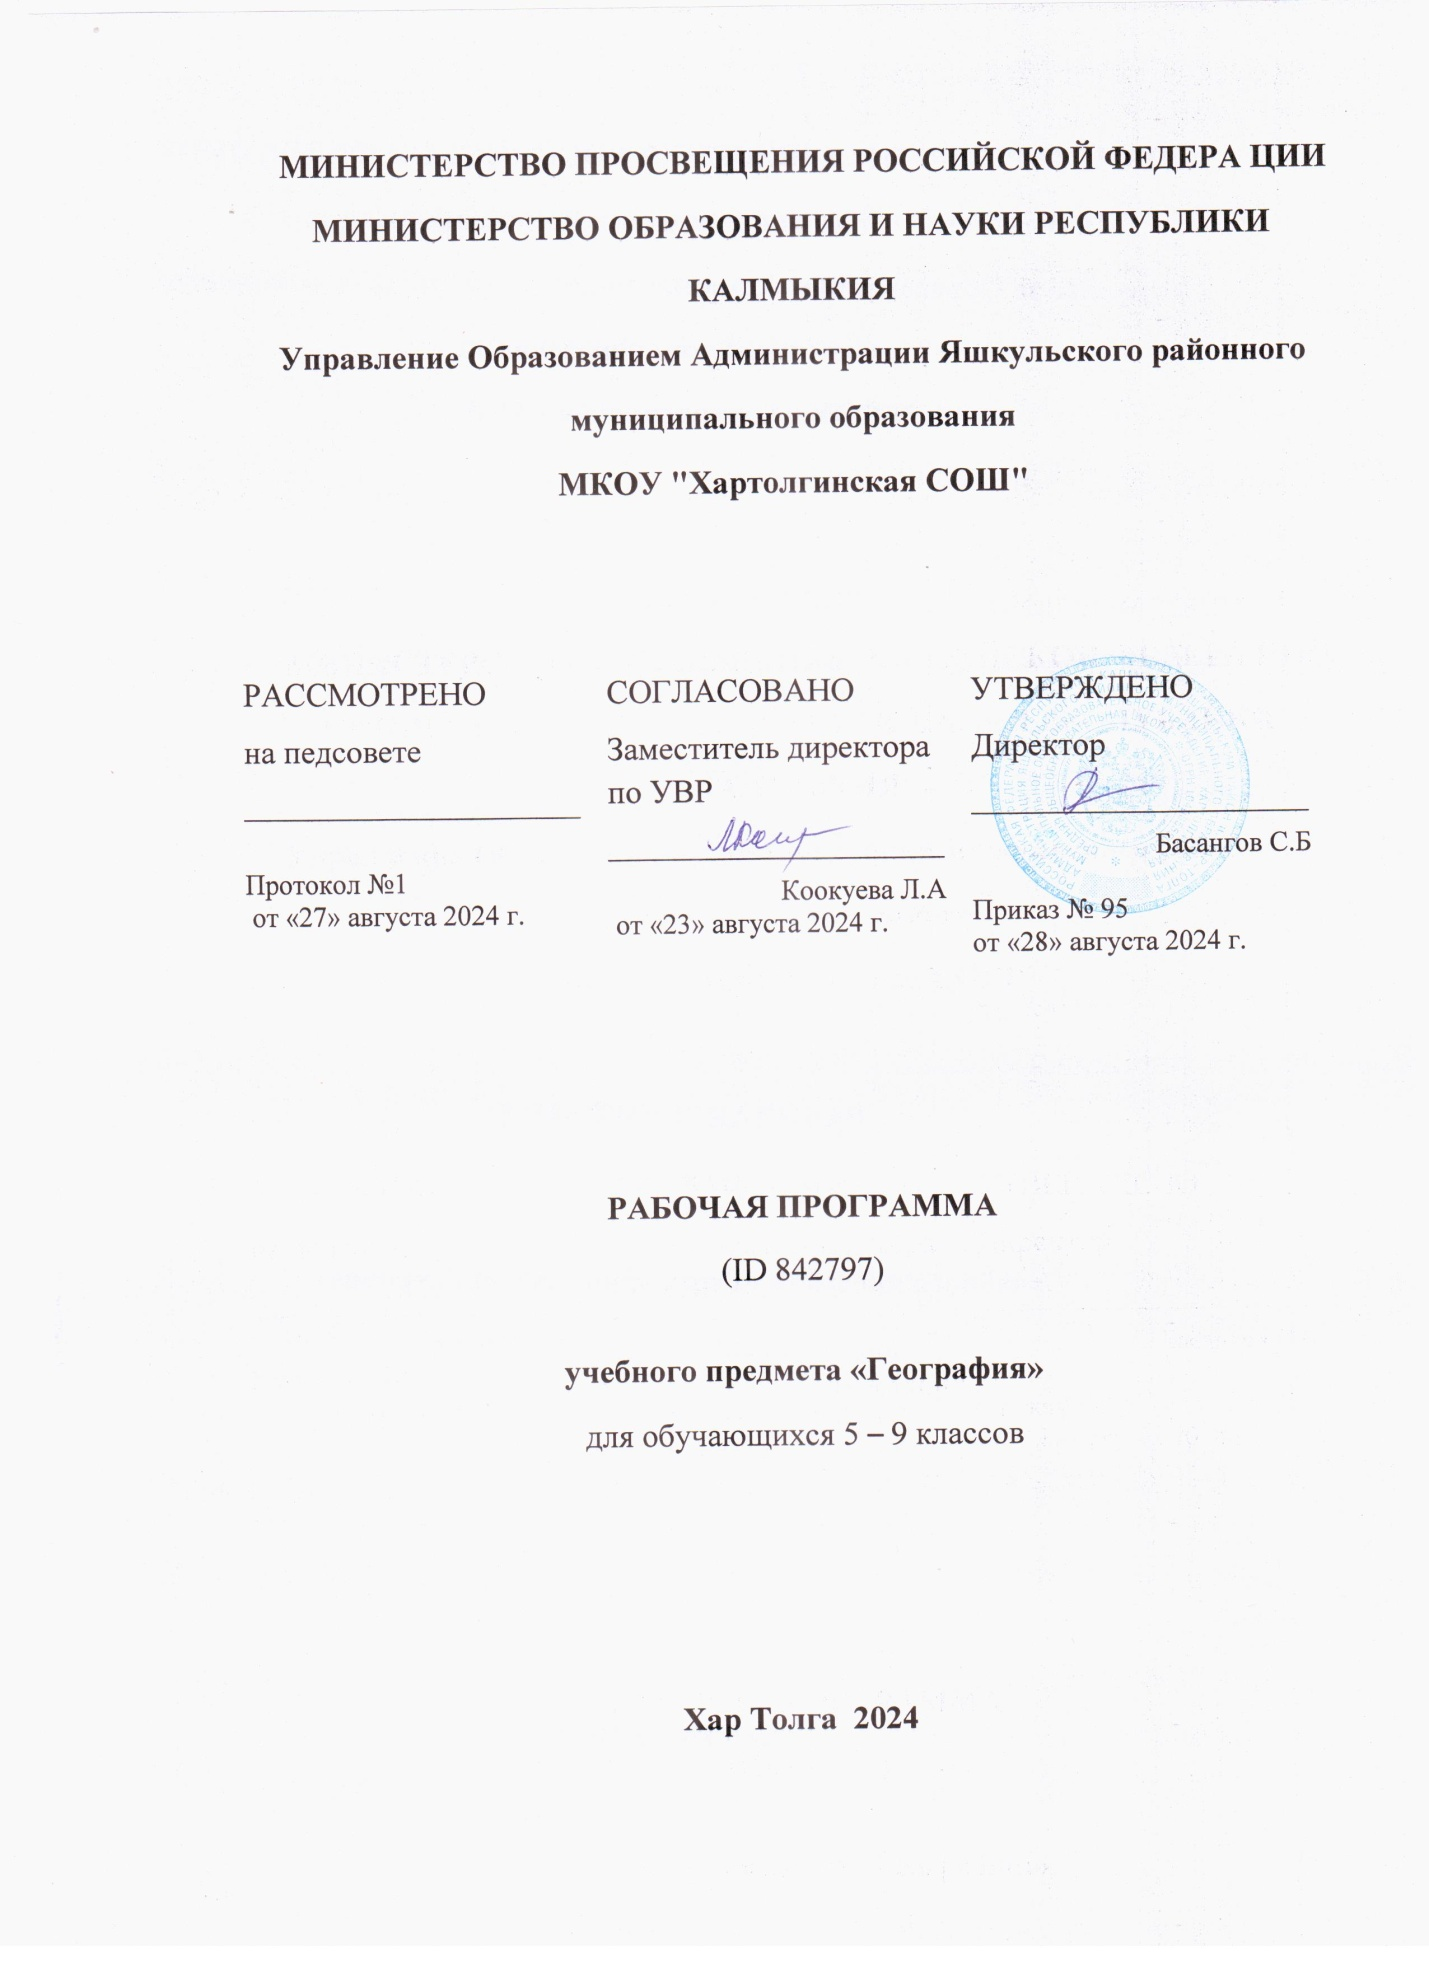 МИНИСТЕРСТВО ПРОСВЕЩЕНИЯ РОССИЙСКОЙ ФЕДЕРА ЦИИ
МИНИСТЕРСТВО ОБРАЗОВАНИЯ И НАУКИ РЕСПУБЛИКИ
КАЛМЫКИЯ
Управление Образованием Администрации Яшкульского районного
муниципального образования
МКОУ "Хартолгинская СОШ"
РАССМОТРЕНО
на педсовете
Протокол №1
от «27» августа 2024 г.
СОГЛАСОВАНО
Заместитель директора
по УВР
Коокуева Л.А
от «23» августа 2024 г.
УТВЕРЖДЕНО
Директор
Басангов С.Б
Приказ № 95
от «28» августа 2024 г.
РАБОЧАЯ ПРОГРАММА
(ID 842797)
учебного предмета «География»
для обучающихся 5 – 9 классов
Хар Толга  2024